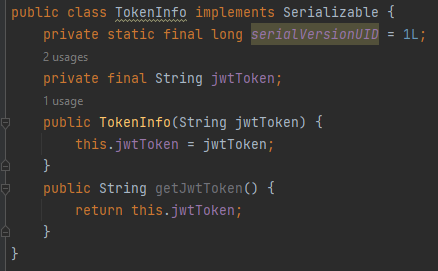 public class TokenInfo implements Serializable {
    private static final long serialVersionUID = 1L;
    2 usages
    private final String jwtToken;
    1 usage
    public TokenInfo(String jwtToken) {
        this.jwtToken = jwtToken;
    }
    public String getJwtToken() {
        return this.jwtToken;
    }
}